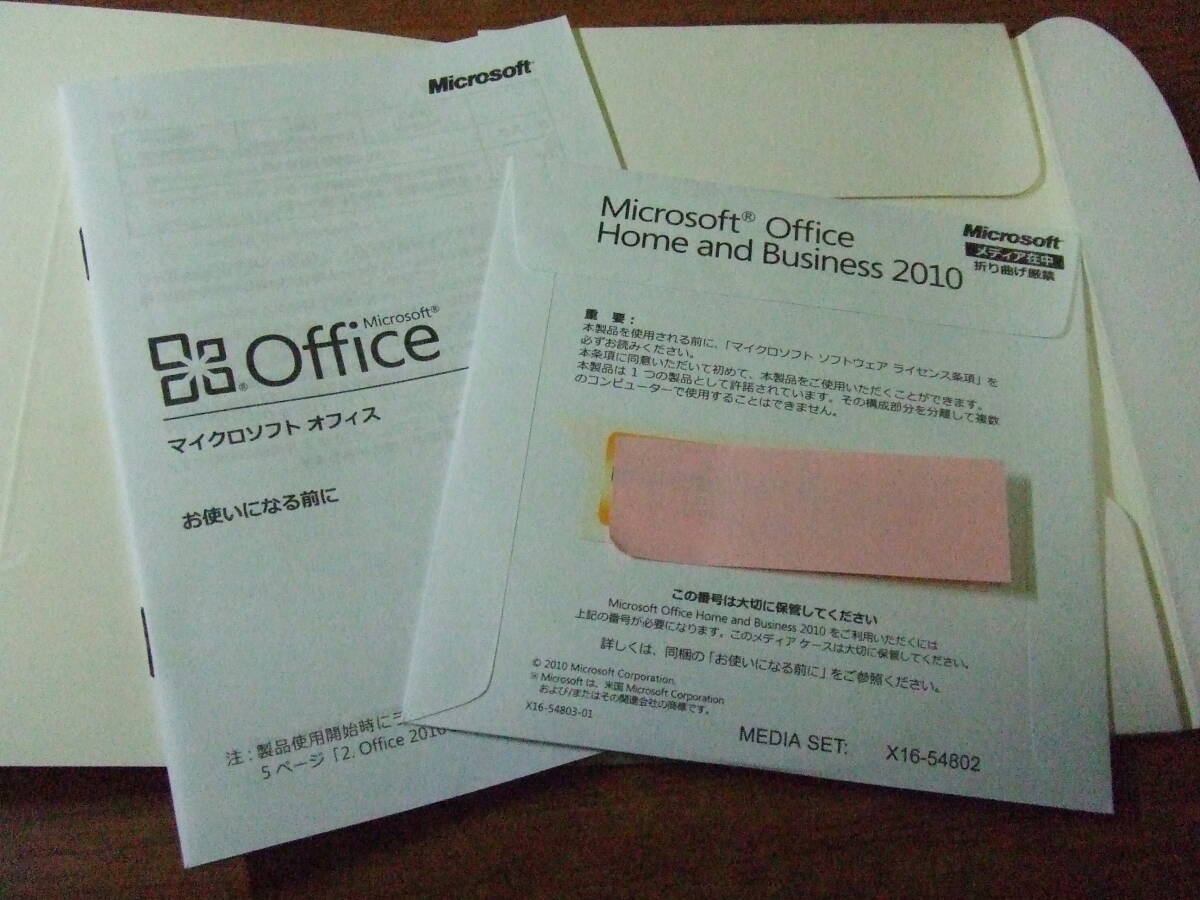 Microsoft
Microsoft®
Office®
マイクロソフト オフィス
お使いになる前に
注：製品使用開始時に
5 ページ「2. Office 2010
Microsoft® Office
Home and Business 2010
Microsoft
メディア在中
折り曲げ厳禁
重 要：
本製品を使用される前に、「マイクロソフト ソフトウェア ライセンス条項」を
必ずお読みください。
本条項に同意いただいて初めて、本製品をご使用いただくことができます。
本製品は 1 つの製品として許諾されています。その構成部分を分離して複数
のコンピューターで使用することはできません。
この番号は大切に保管してください
Microsoft Office Home and Business 2010 をご利用いただくには
上記の番号が必要になります。このメディア ケースは大切に保管してください。
詳しくは、同梱の「お使いになる前に」をご参照ください。
© 2010 Microsoft Corporation.
※ Microsoft は、米国 Microsoft Corporation
および/またはその関連会社の商標です。
X16-54803-01
MEDIA SET: X16-54802